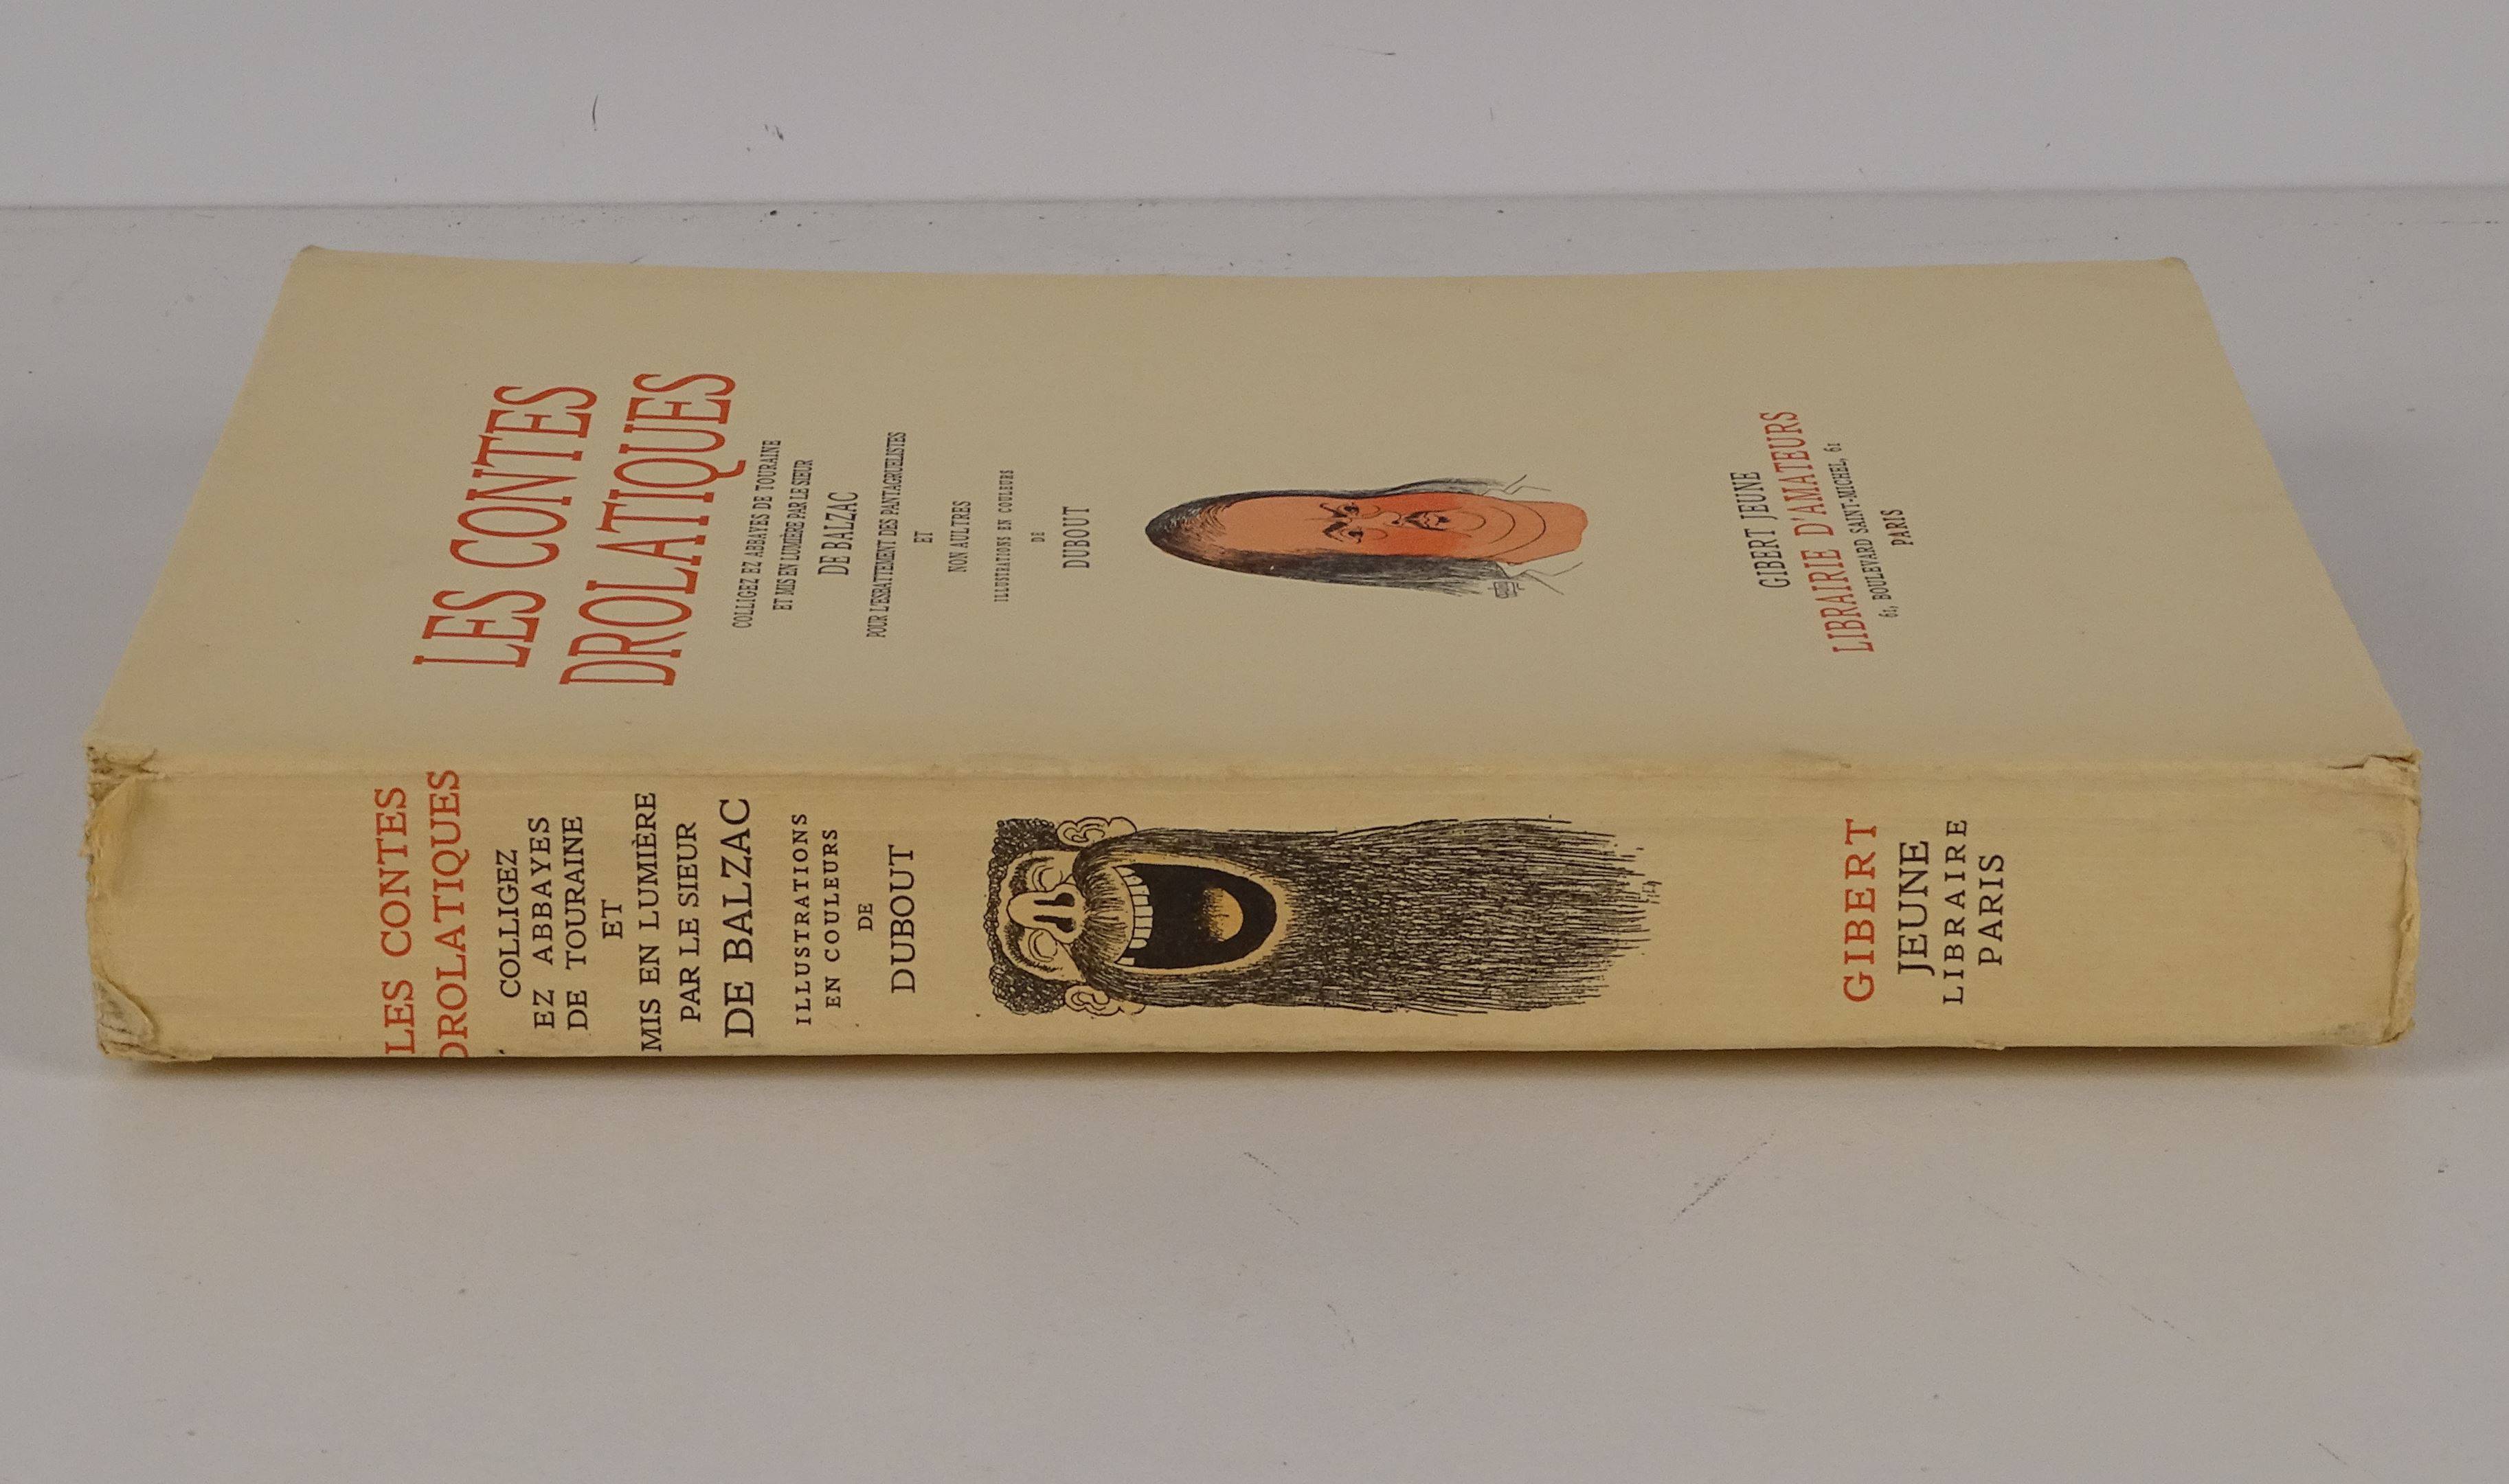 LES CONTES
DROLATIQUES
COLLIGEZ EZ ABBAYES DE TOURAINE
ET MIS EN LUMIÈRE PAR LE SIEUR
DE BALZAC
POUR L'ESBATTEMENT DES PANTAGRUELISTES
ET
NON AULTRES
ILLUSTRATIONS EN COULEURS
DE
DUBOUT
GIBERT JEUNE
LIBRAIRIE D'AMATEURS
61, BOULEVARD SAINT-MICHEL, 61
PARIS
LES CONTES
DROLATIQUES
COLLIGEZ
EZ ABBAYES
DE TOURAINE
ET
MIS EN LUMIÈRE
PAR LE SIEUR
DE BALZAC
ILLUSTRATIONS
EN COULEURS
DE
DUBOUT
GIBERT
JEUNE
LIBRAIRE
PARIS